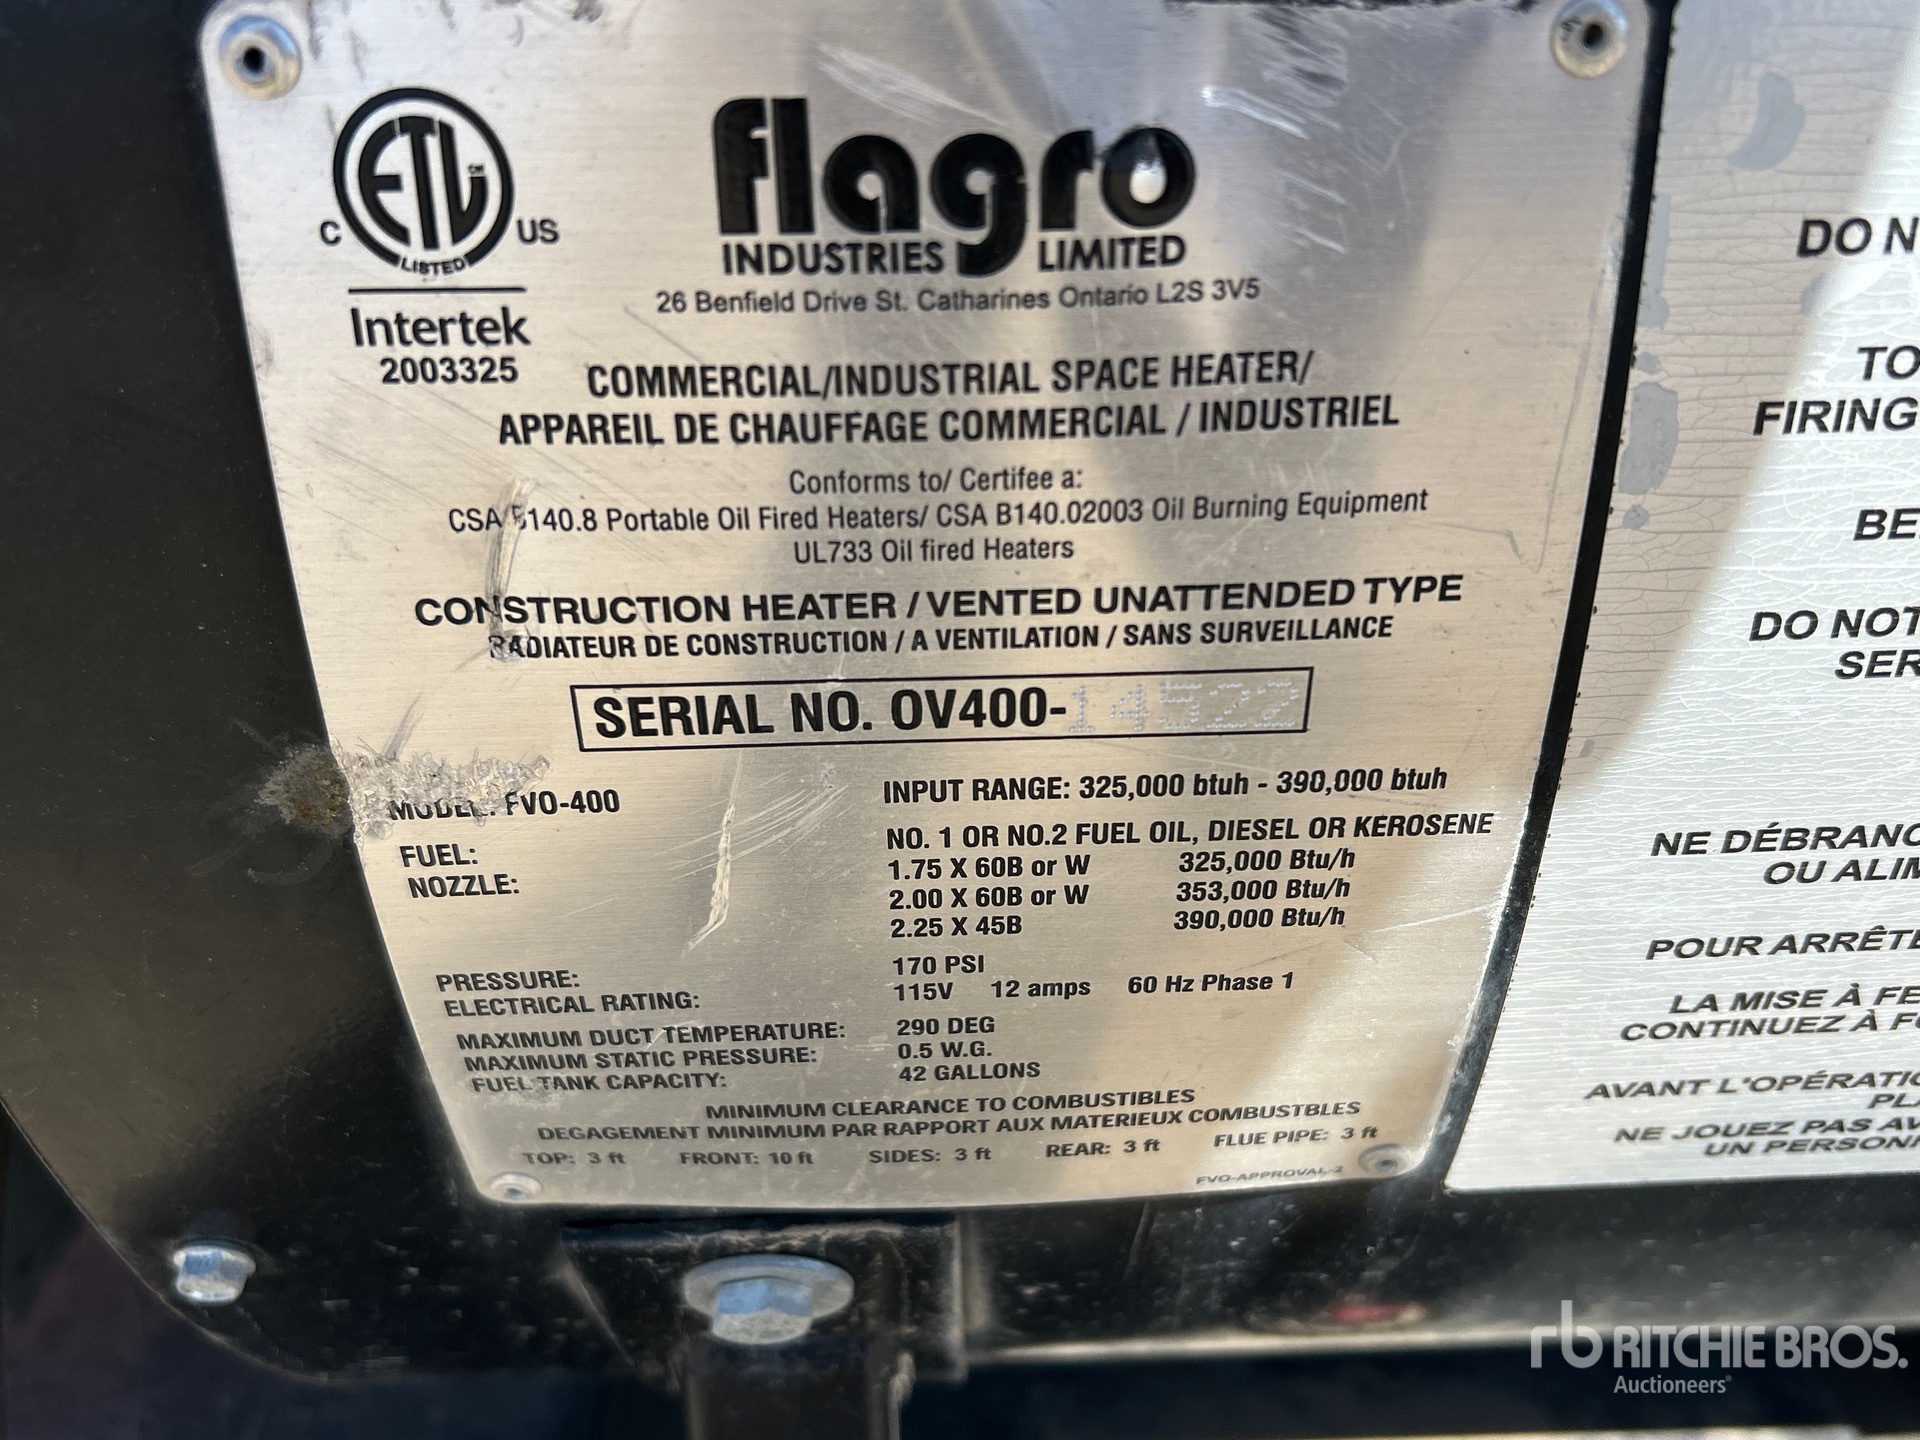 ETL CM
C US
LISTED
Intertek
2003325
flagro
INDUSTRIES LIMITED
26 Benfield Drive St. Catharines Ontario L2S 3V5
COMMERCIAL/INDUSTRIAL SPACE HEATER/
APPAREIL DE CHAUFFAGE COMMERCIAL / INDUSTRIEL
Conforms to/ Certifee a:
CSA B140.8 Portable Oil Fired Heaters/ CSA B140.02003 Oil Burning Equipment
UL733 Oil fired Heaters
CONSTRUCTION HEATER / VENTED UNATTENDED TYPE
RADIATEUR DE CONSTRUCTION / A VENTILATION / SANS SURVEILLANCE
SERIAL NO. OV400-14522
MODEL: FVO-400
INPUT RANGE: 325,000 btuh - 390,000 btuh
FUEL: NO. 1 OR NO.2 FUEL OIL, DIESEL OR KEROSENE
NOZZLE: 1.75 X 60B or W 325,000 Btu/h
2.00 X 60B or W 353,000 Btu/h
2.25 X 45B 390,000 Btu/h
PRESSURE: 170 PSI
ELECTRICAL RATING: 115V 12 amps 60 Hz Phase 1
MAXIMUM DUCT TEMPERATURE: 290 DEG
MAXIMUM STATIC PRESSURE: 0.5 W.G.
FUEL TANK CAPACITY: 42 GALLONS
MINIMUM CLEARANCE TO COMBUSTIBLES
DEGAGEMENT MINIMUM PAR RAPPORT AUX MATERIEUX COMBUSTBLES
TOP: 3 ft FRONT: 10 ft SIDES: 3 ft REAR: 3 ft FLUE PIPE: 3 ft
FVO-APPROVAL-2
DO N
TO
FIRING
BE
DO NOT
SER
NE DÉBRANC
OU ALIM
POUR ARRÊTE
LA MISE À FE
CONTINUEZ À FO
AVANT L'OPÉRATIO
PLA
NE JOUEZ PAS AV
UN PERSONN
rb RITCHIE BROS.
Auctioneers